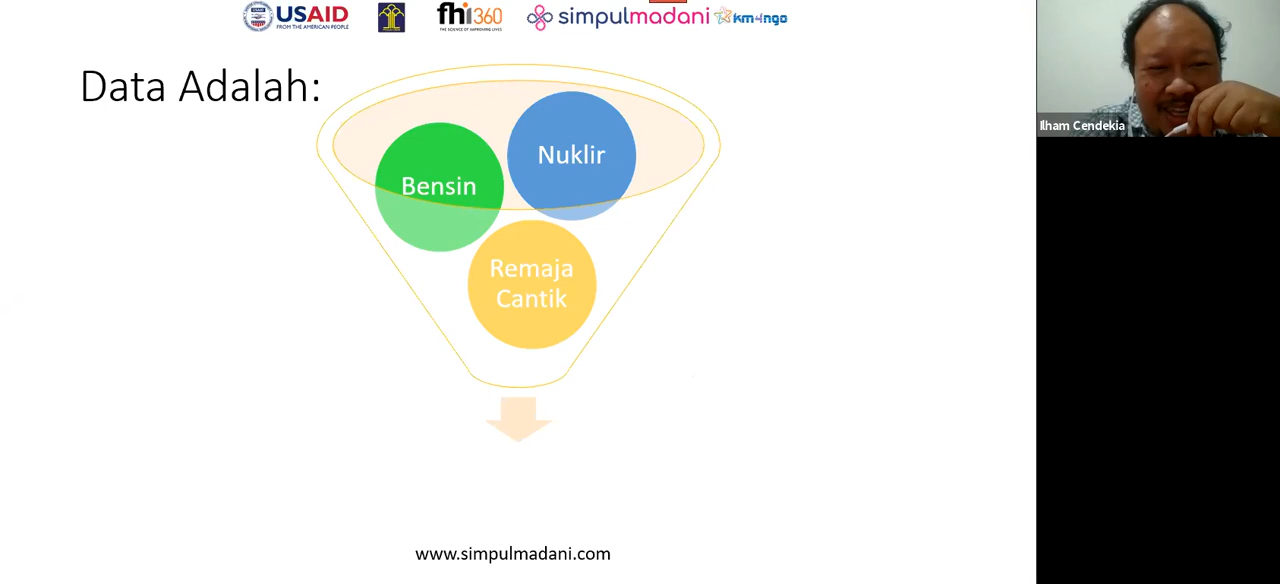 USAID
FROM THE AMERICAN PEOPLE
fhi360
THE SCIENCE OF IMPROVING LIVES
simpulmadani
km4ngo
Data Adalah:
Nuklir
Bensin
Remaja
Cantik
www.simpulmadani.com
Ilham Cendekia